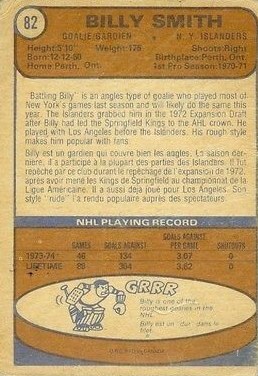 82
BILLY SMITH
GOALIE/GARDIEN N.Y. ISLANDERS
Height:5'10" Weight:175 Shoots:Right
Born:12-12-50 Birthplace:Perth, Ont.
Home:Perth, Ont. 1st Pro Season:1970-71
"Battling Billy" is an angles type of goalie who played most of
New York's games last season and will likely do the same this
year. The Islanders grabbed him in the 1972 Expansion Draft
after Billy had led the Springfield Kings to the AHL crown. He
played with Los Angeles before the Islanders. His rough style
makes him popular with fans.
Billy est un gardien qui couvre bien les angles. La saison der-
nière, il a participé à la plupart des parties des Islanders. Il fut
repêché par ce club durant le repêchage de l'expansion de 1972
après avoir mené les Kings de Springfield au championnat de la
Ligue Américaine. Il a aussi déjà joué pour Los Angeles. Son
style "rude" l'a rendu populaire auprès des spectateurs.
NHL PLAYING RECORD
GAMES GOALS AGAINST GOALS AGAINST PER GAME SHUTOUTS
1973-74 46 134 3.07 0
LIFETIME 304 3.62 0
GRRR
Billy is one of the
roughest goalies in the
NHL.
Billy est un "dur" dans le
filet.